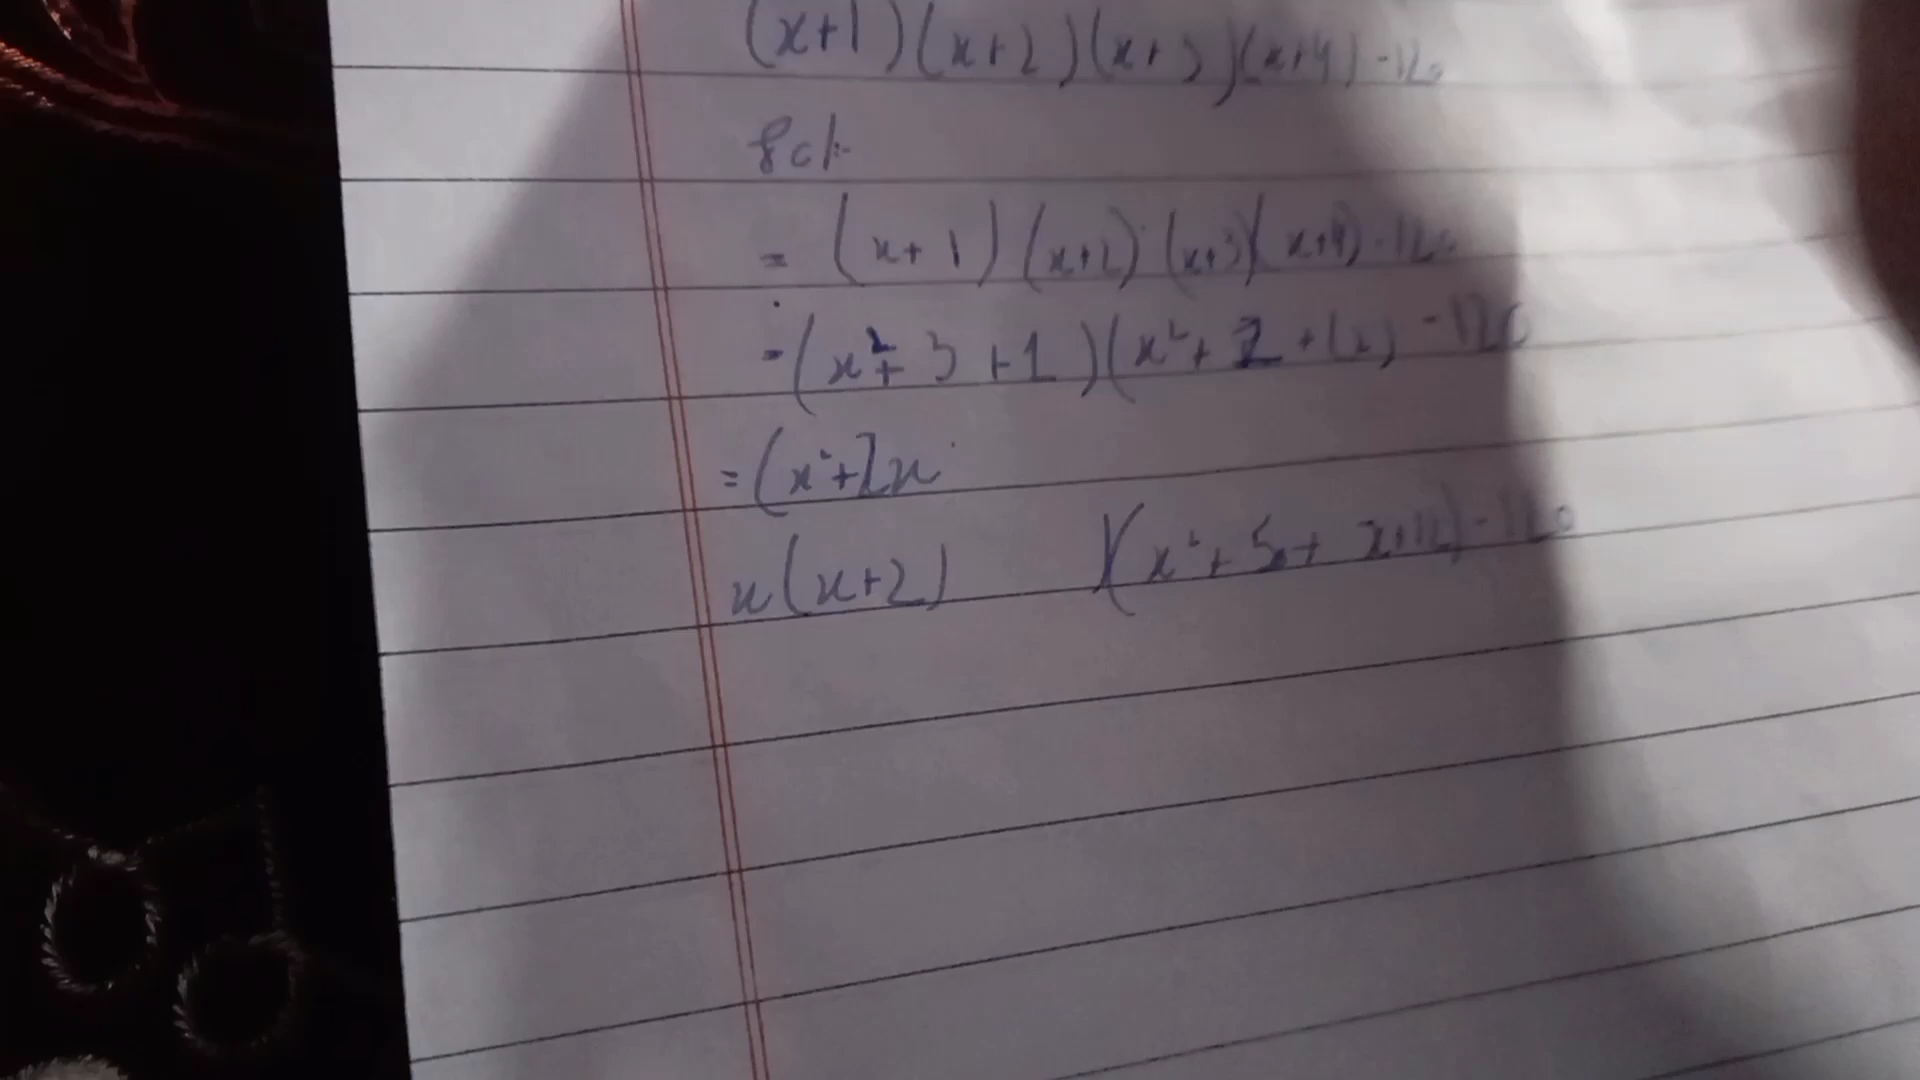 (x+1)(x+2)(x+3)(x+4)-120
Sol:
= (x+1)(x+2)(x+3)(x+4)-120
=(x²+3+1)(x²+2+12)-120
=(x²+2x
x(x+2) )(x²+5x+ x+12)-120